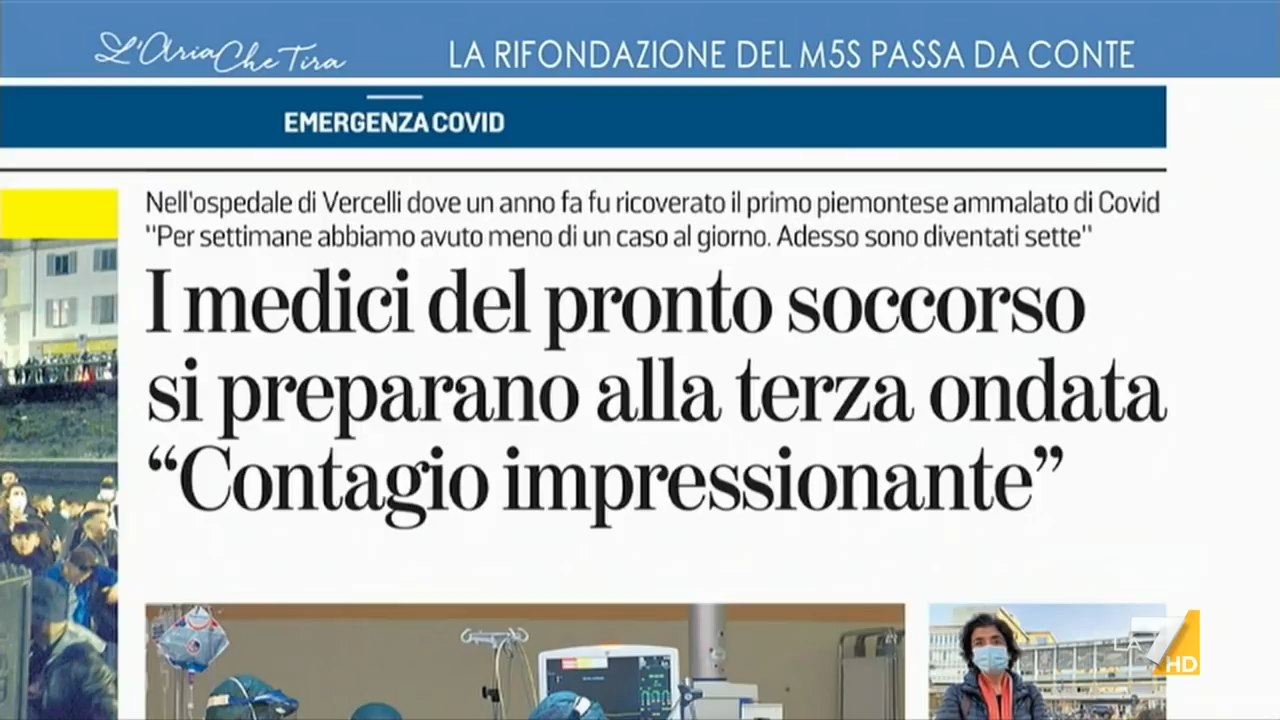 L'Aria Che Tira
LA RIFONDAZIONE DEL M5S PASSA DA CONTE
EMERGENZA COVID
Nell'ospedale di Vercelli dove un anno fa fu ricoverato il primo piemontese ammalato di Covid
"Per settimane abbiamo avuto meno di un caso al giorno. Adesso sono diventati sette"
I medici del pronto soccorso
si preparano alla terza ondata
“Contagio impressionante”
LA 7 HD